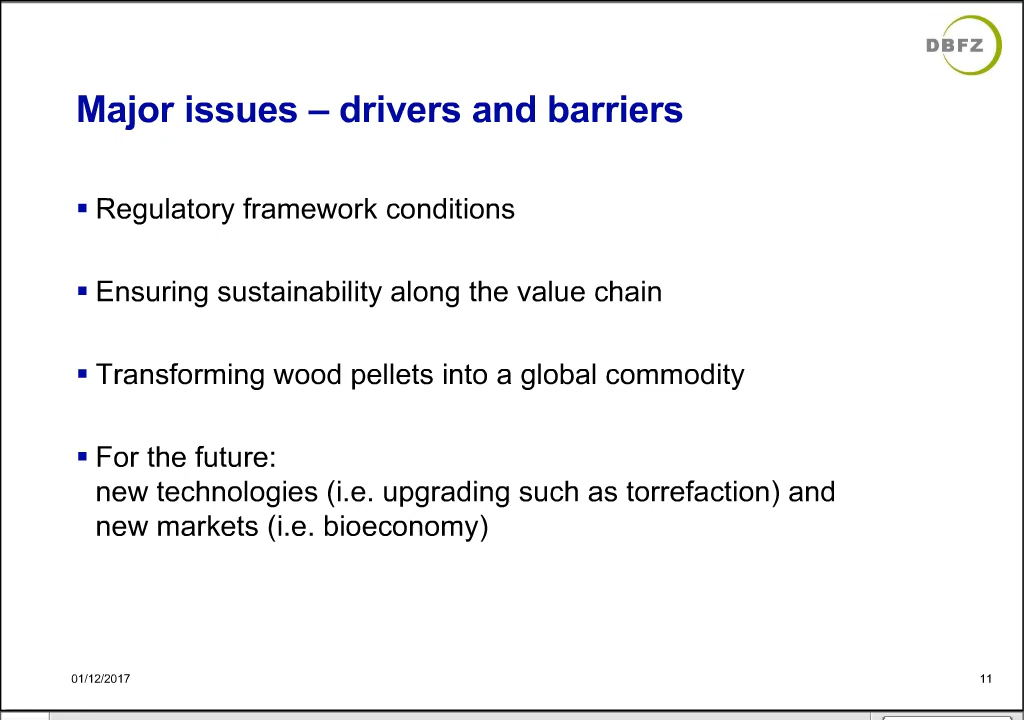 DBFZ
Major issues – drivers and barriers
▪ Regulatory framework conditions
▪ Ensuring sustainability along the value chain
▪ Transforming wood pellets into a global commodity
▪ For the future:
new technologies (i.e. upgrading such as torrefaction) and
new markets (i.e. bioeconomy)
01/12/2017
11